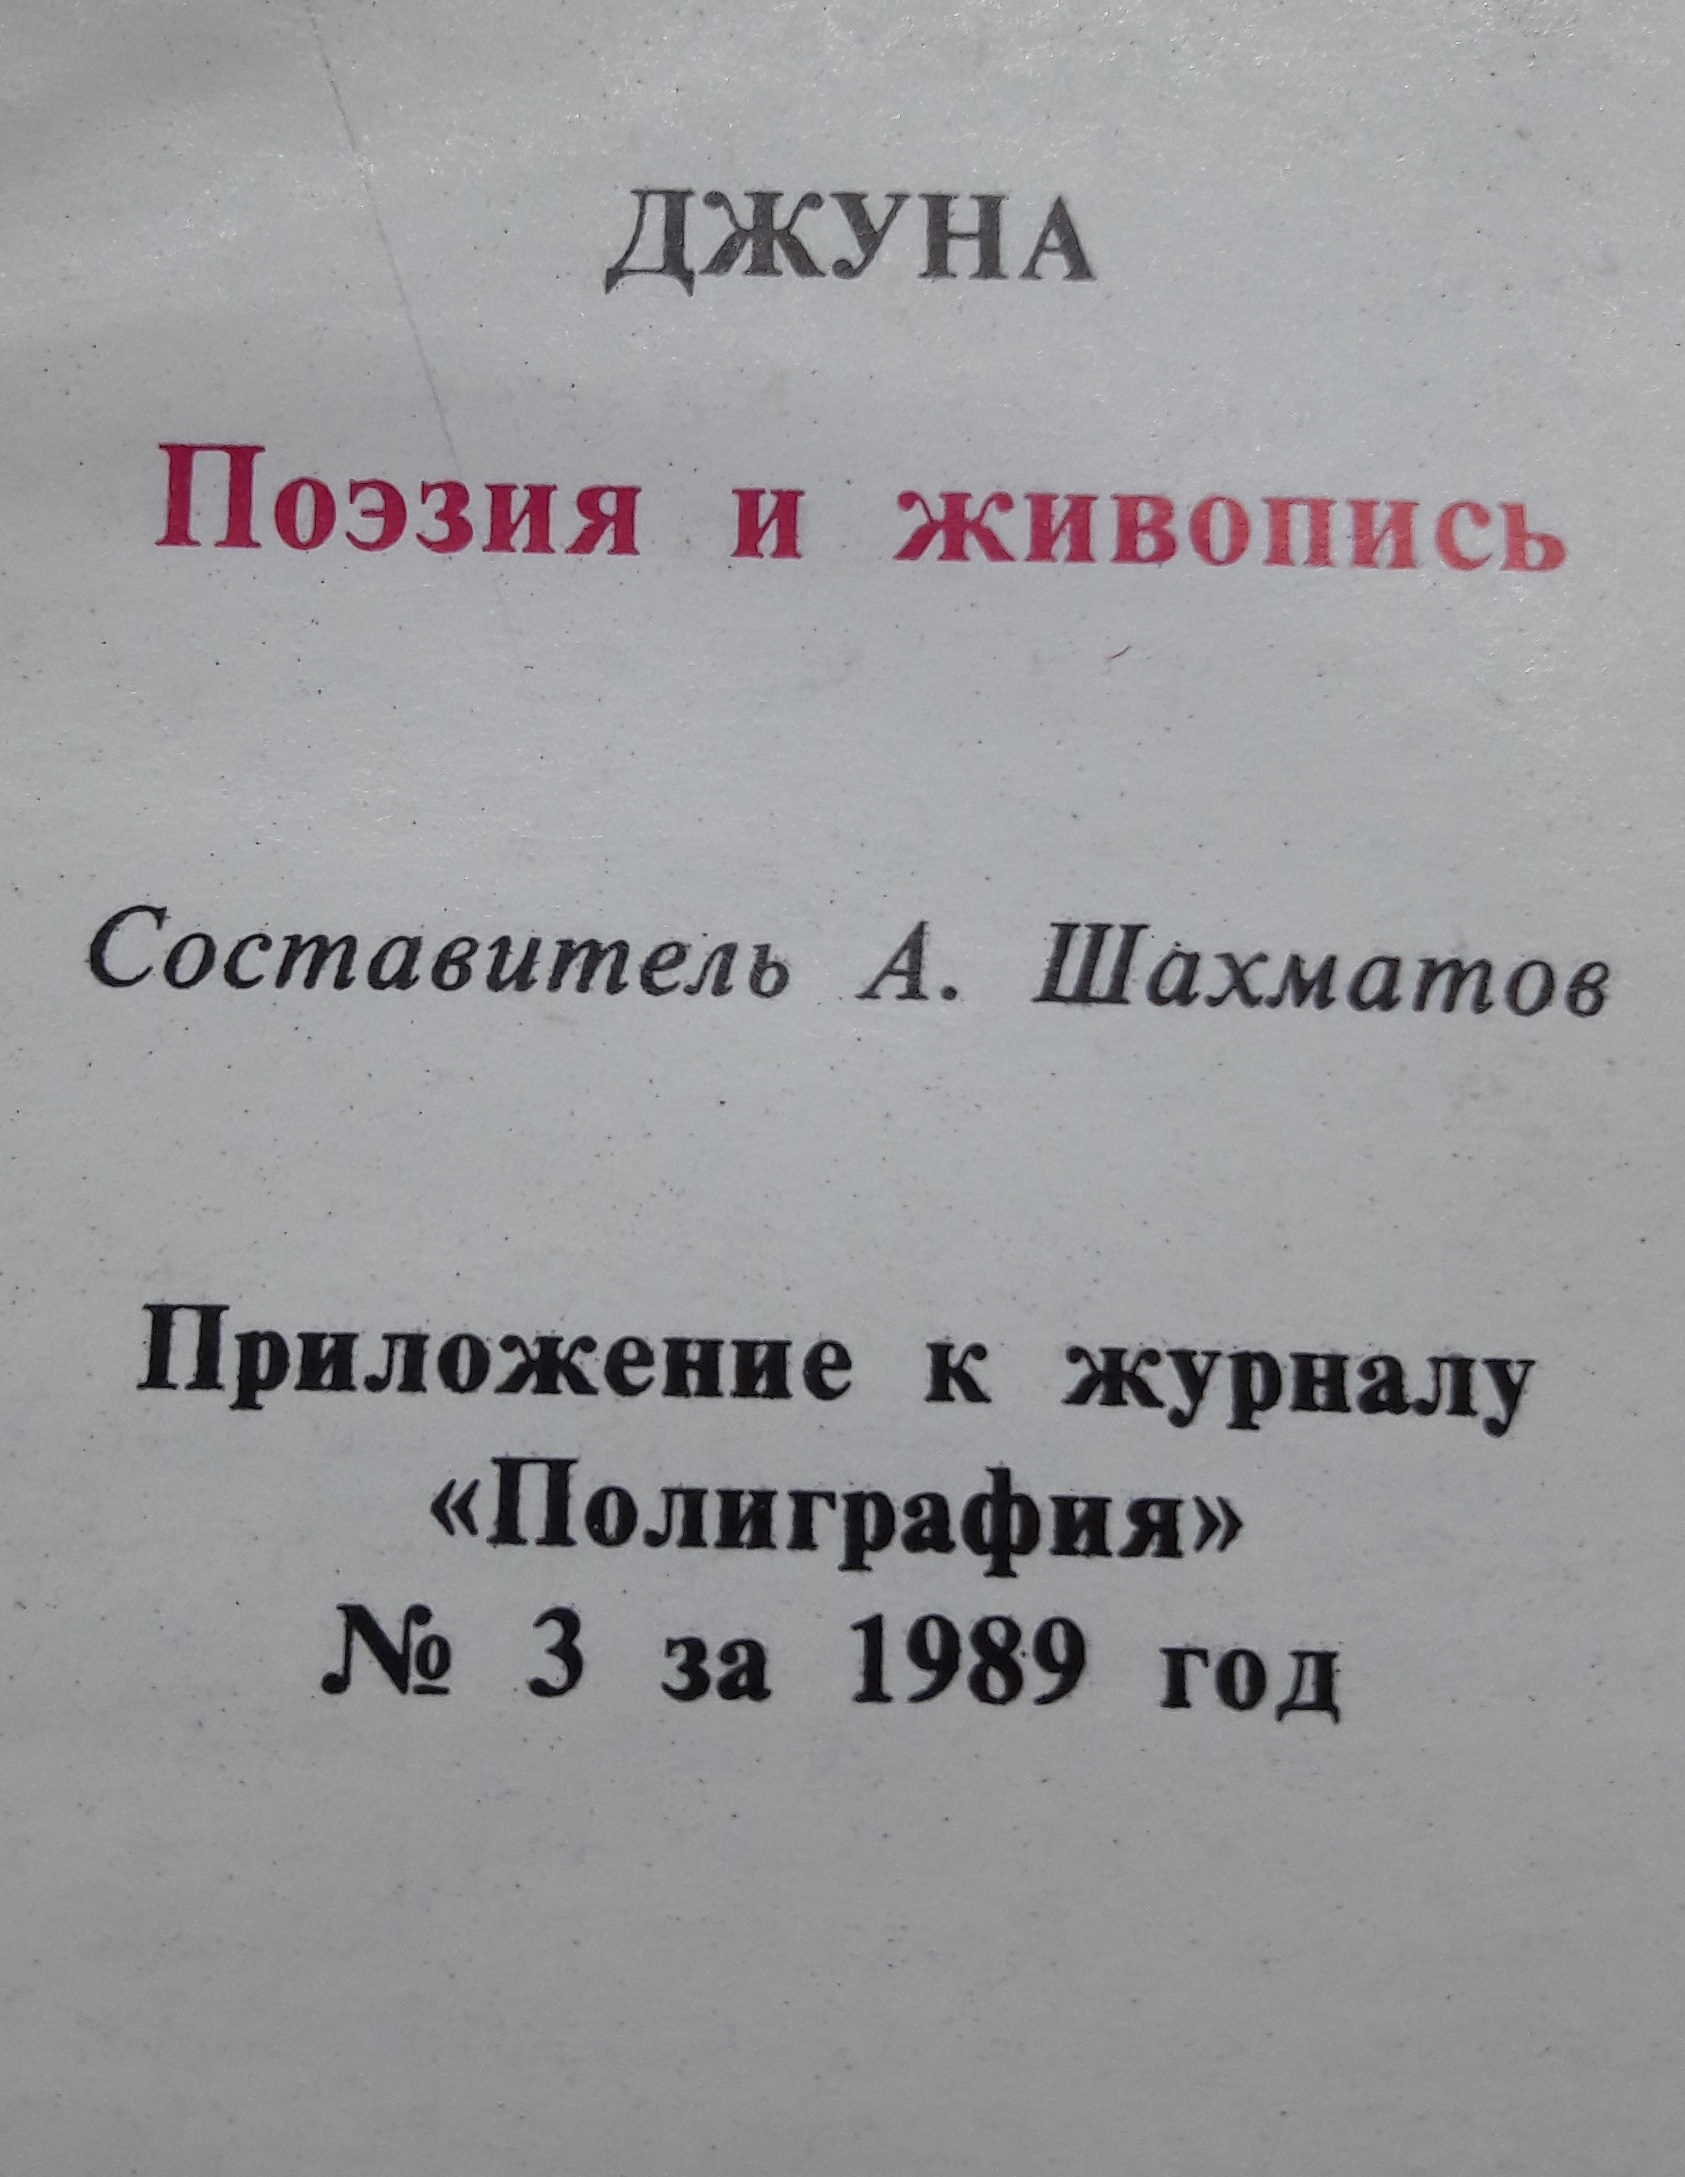 ДЖУНА
Поэзия и живопись
Составитель А. Шахматов
Приложение к журналу
«Полиграфия»
№ 3 за 1989 год